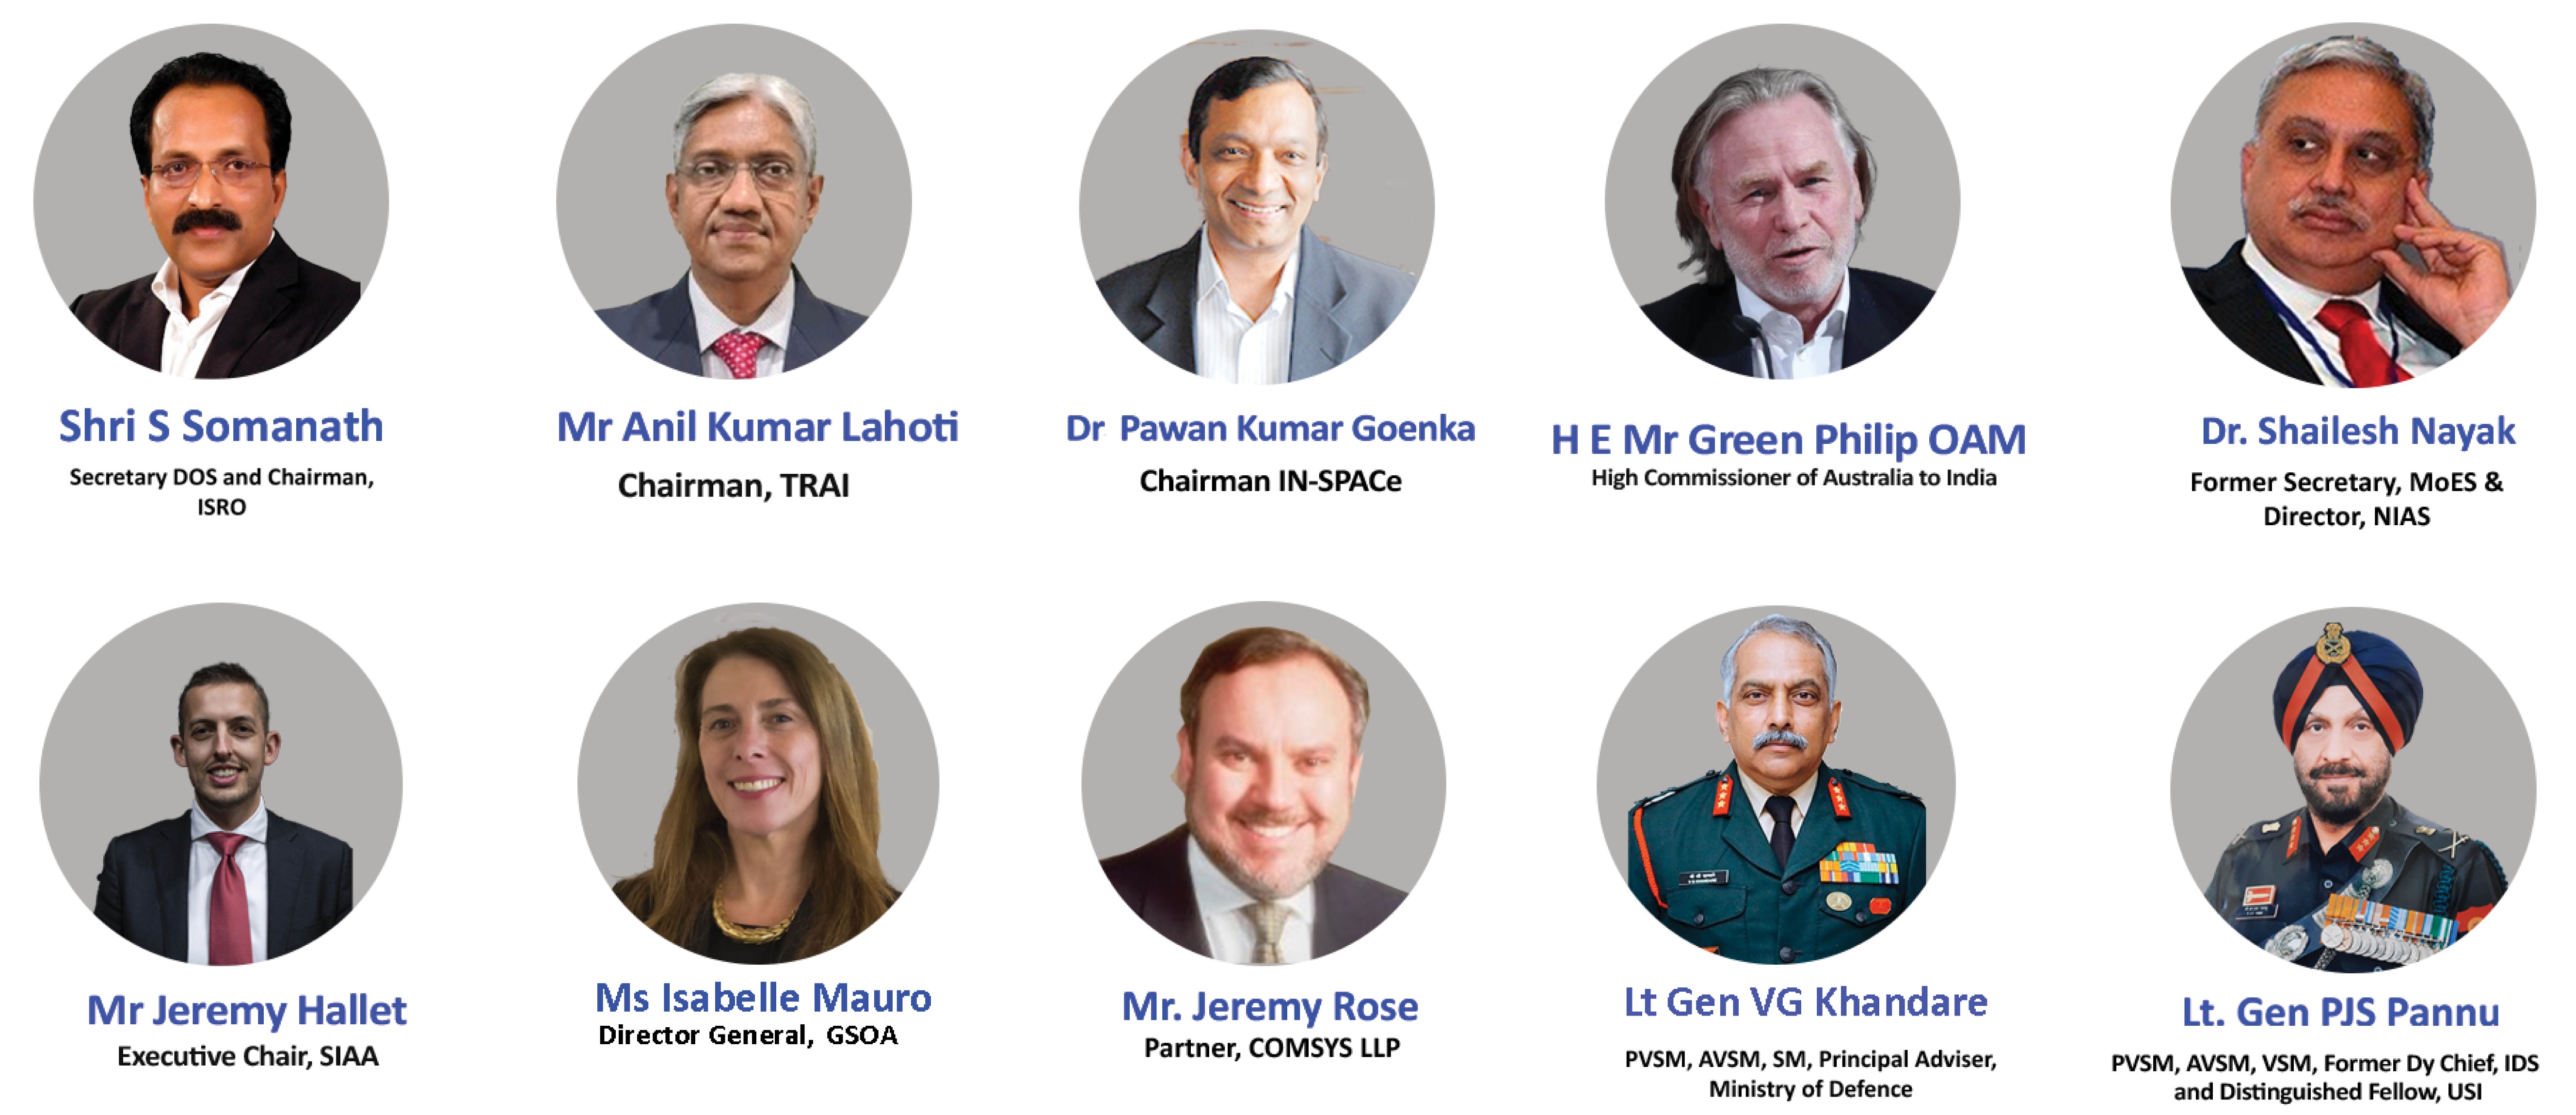 Shri S Somanath
Secretary DOS and Chairman,
ISRO
Mr Anil Kumar Lahoti
Chairman, TRAI
Dr Pawan Kumar Goenka
Chairman IN-SPACe
H E Mr Green Philip OAM
High Commissioner of Australia to India
Dr. Shailesh Nayak
Former Secretary, MoES &
Director, NIAS
Mr Jeremy Hallet
Executive Chair, SIAA
Ms Isabelle Mauro
Director General, GSOA
Mr. Jeremy Rose
Partner, COMSYS LLP
Lt Gen VG Khandare
PVSM, AVSM, SM, Principal Adviser,
Ministry of Defence
Lt. Gen PJS Pannu
PVSM, AVSM, VSM, Former Dy Chief, IDS
and Distinguished Fellow, USI